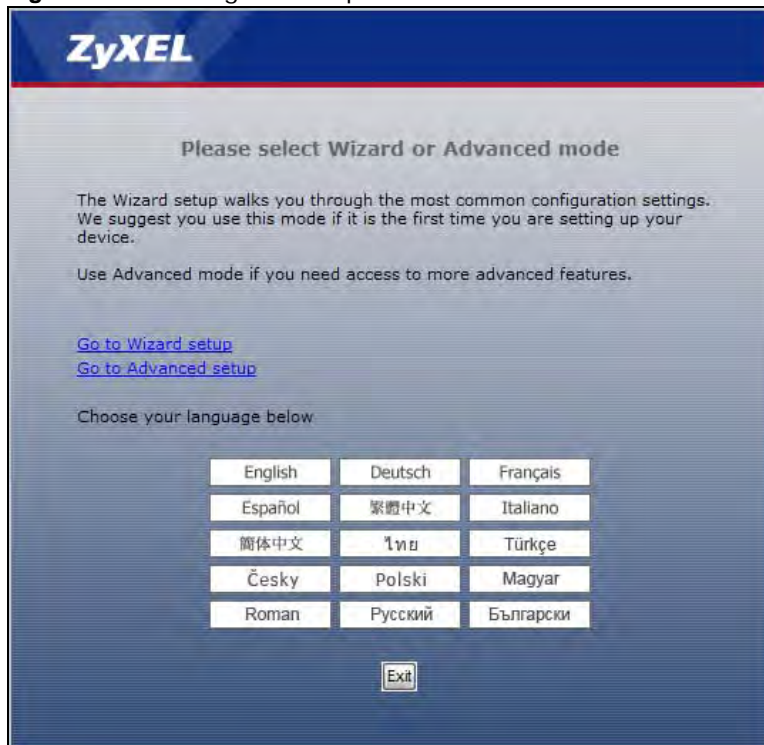 ZyXEL
Please select Wizard or Advanced mode
The Wizard setup walks you through the most common configuration settings.
We suggest you use this mode if it is the first time you are setting up your
device.
Use Advanced mode if you need access to more advanced features.
Go to Wizard setup
Go to Advanced setup
Choose your language below
English Deutsch Français
Español 繁體中文 Italiano
简体中文 ไทย Türkçe
Česky Polski Magyar
Roman Русский Български
Exit